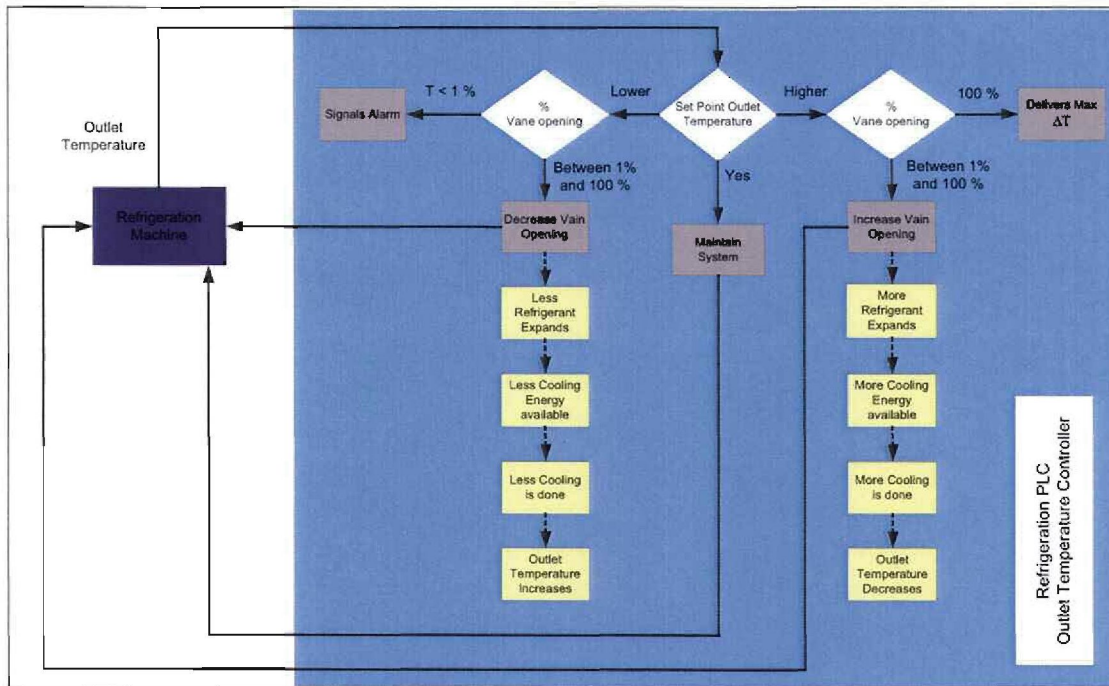 Outlet
Temperature
Refrigeration
Machine
T < 1 %
Signals Alarm
%
Vane opening
Lower
Set Point Outlet
Temperature
Higher
%
Vane opening
100 %
Delivers Max
ΔT
Between 1%
and 100 %
Yes
Between 1%
and 100 %
Decrease Vain
Opening
Maintain
System
Increase Vain
Opening
Less
Refrigerant
Expands
More
Refrigerant
Expands
Less Cooling
Energy
available
More Cooling
Energy
available
Less Cooling
is done
More Cooling
is done
Outlet
Temperature
Increases
Outlet
Temperature
Decreases
Refrigeration PLC
Outlet Temperature Controller